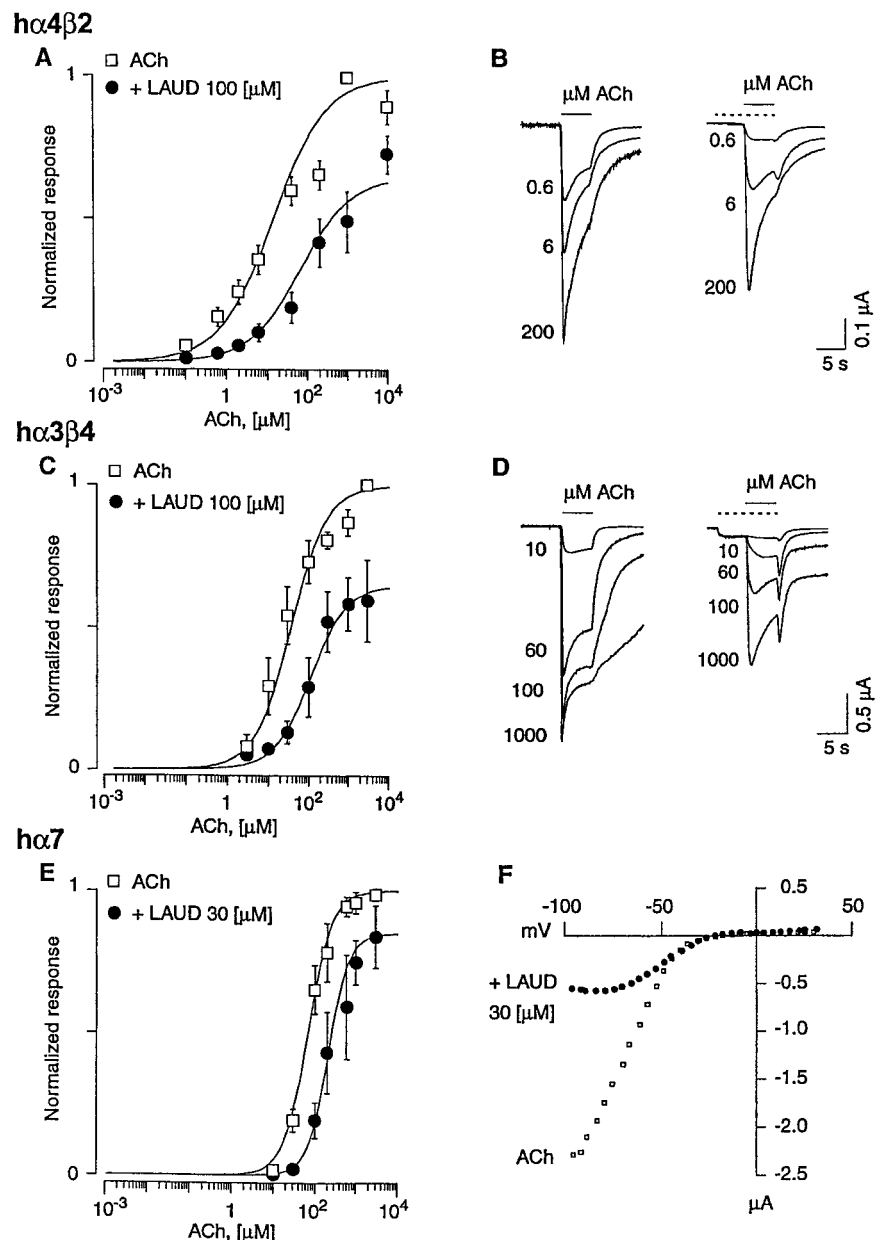 hα4β2
A
□ ACh
● + LAUD 100 [μM]
1
Normalized response
0
10⁻³
1
10²
10⁴
ACh, [μM]
B
μM ACh
0.6
6
200
μM ACh
0.6
6
200
0.1 μA
5 s
hα3β4
C
□ ACh
● + LAUD 100 [μM]
1
Normalized response
0
10⁻³
1
10²
10⁴
ACh, [μM]
D
μM ACh
10
60
100
1000
μM ACh
10
60
100
1000
0.5 μA
5 s
hα7
E
□ ACh
● + LAUD 30 [μM]
1
Normalized response
0
10⁻³
1
10²
10⁴
ACh, [μM]
F
-100
-50
50
mV
0.5
-0.5
-1.0
-1.5
-2.0
-2.5
μA
+ LAUD
30 [μM]
ACh